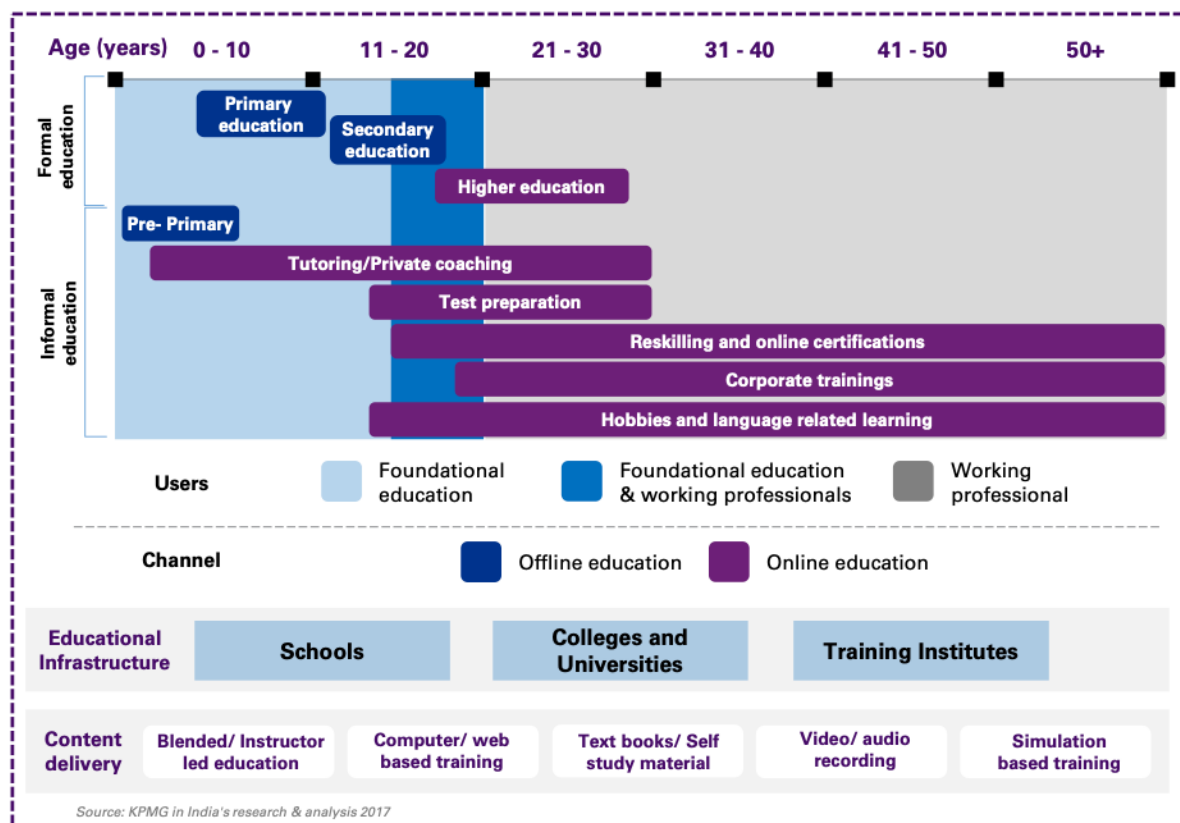 Age (years) 0 - 10 11 - 20 21 - 30 31 - 40 41 - 50 50+
Formal
education
Primary
education
Secondary
education
Higher education
Informal
education
Pre- Primary
Tutoring/Private coaching
Test preparation
Reskilling and online certifications
Corporate trainings
Hobbies and language related learning
Users
Foundational
education
Foundational education
& working professionals
Working
professional
Channel
Offline education
Online education
Educational
Infrastructure
Schools
Colleges and
Universities
Training Institutes
Content
delivery
Blended/ Instructor
led education
Computer/ web
based training
Text books/ Self
study material
Video/ audio
recording
Simulation
based training
Source: KPMG in India's research & analysis 2017